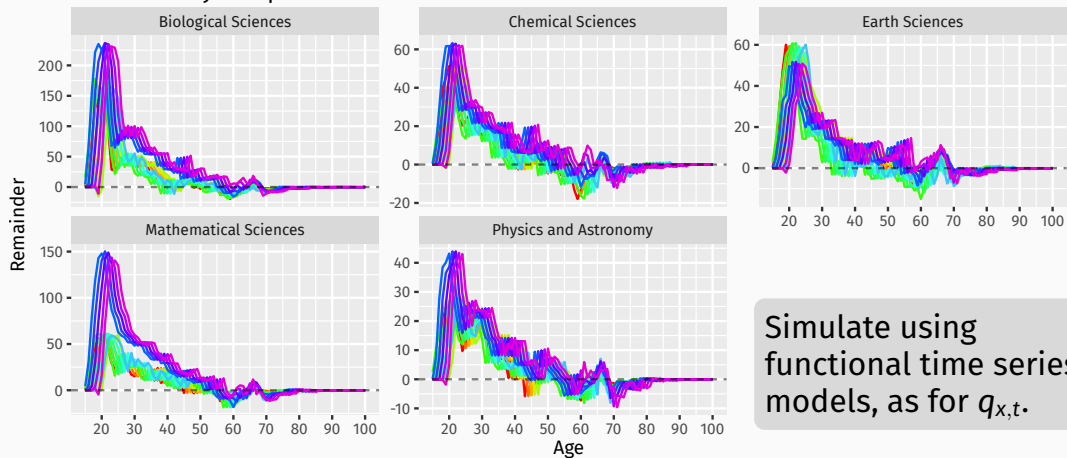 Biological Sciences
Chemical Sciences
Earth Sciences
200
150
100
50
0
60
40
20
0
-20
60
40
20
0
20 30 40 50 60 70 80 90 100
Mathematical Sciences
Physics and Astronomy
150
100
50
0
40
30
20
10
0
-10
20 30 40 50 60 70 80 90 100
20 30 40 50 60 70 80 90 100
Remainder
Age
Simulate using
functional time series
models, as for qx,t.